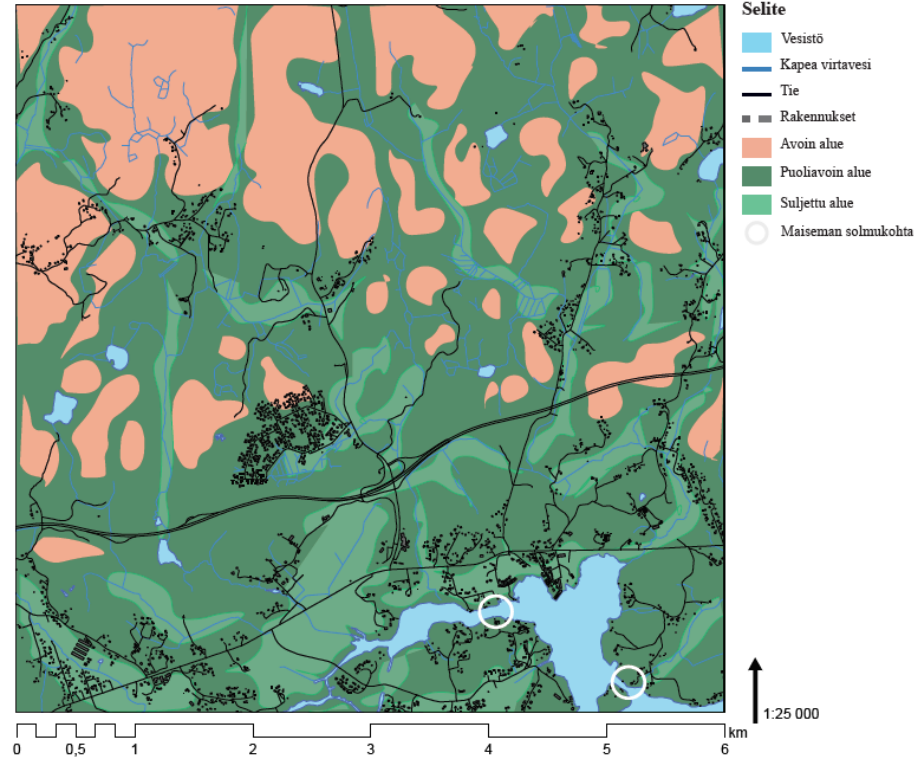 Selite
Vesistö
Kapea virtavesi
Tie
Rakennukset
Avoin alue
Puoliavoin alue
Suljettu alue
Maiseman solmukohta
1:25 000
km
0 0,5 1 2 3 4 5 6